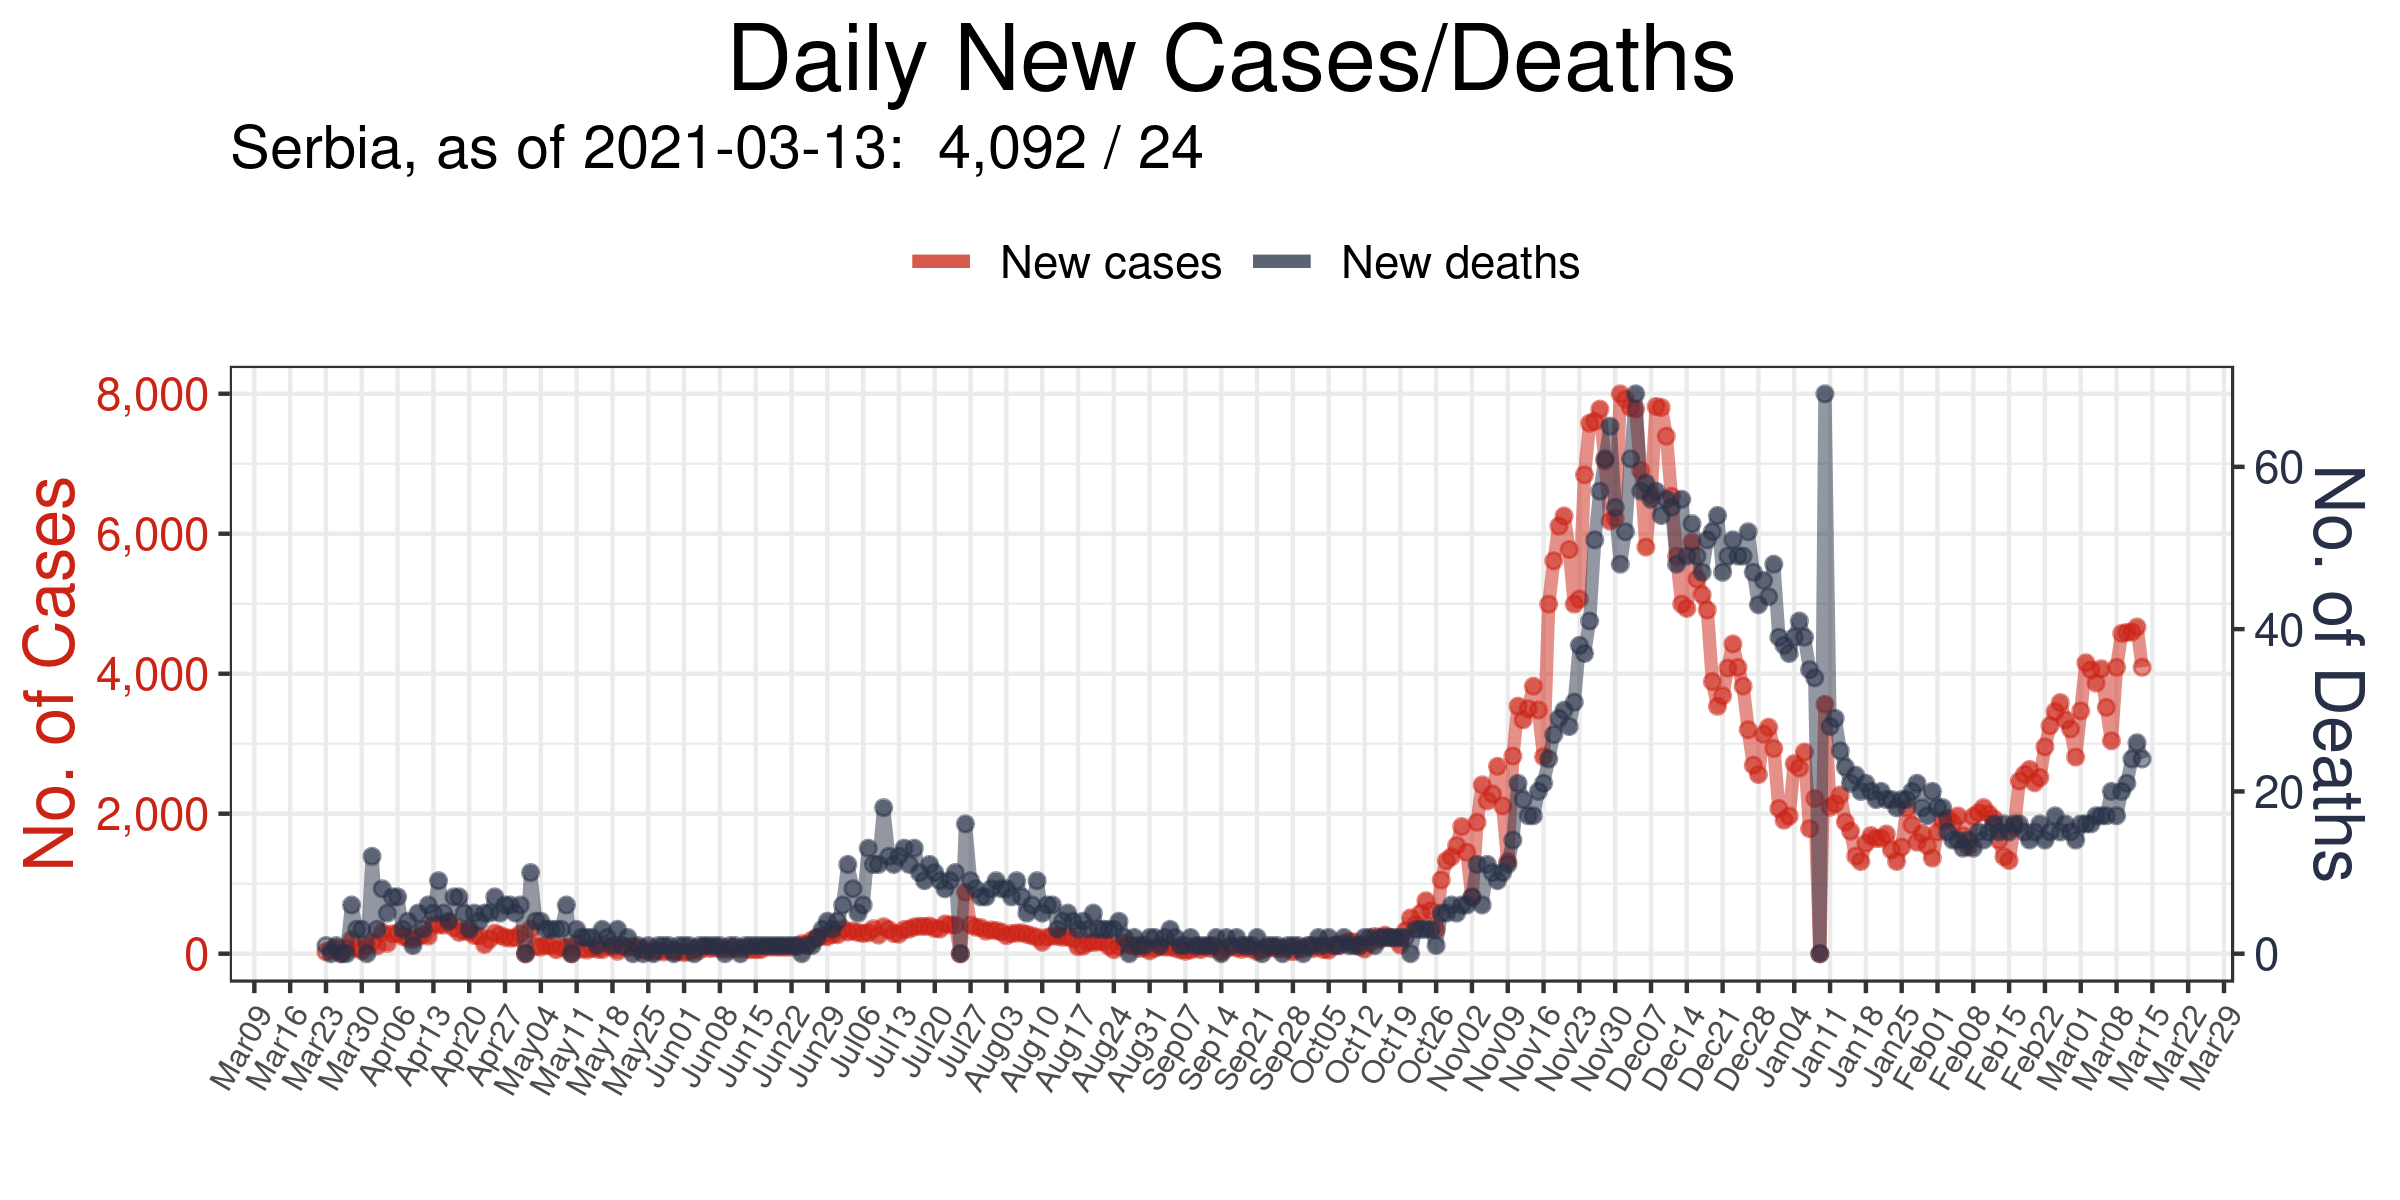 Daily New Cases/Deaths
Serbia, as of 2021-03-13: 4,092 / 24
New cases
New deaths
No. of Cases
8,000
6,000
4,000
2,000
0
60
40
20
0
No. of Deaths
Mar09
Mar16
Mar23
Mar30
Apr06
Apr13
Apr20
Apr27
May04
May11
May18
May25
Jun01
Jun08
Jun15
Jun22
Jun29
Jul06
Jul13
Jul20
Jul27
Aug03
Aug10
Aug17
Aug24
Aug31
Sep07
Sep14
Sep21
Sep28
Oct05
Oct12
Oct19
Oct26
Nov02
Nov09
Nov16
Nov23
Nov30
Dec07
Dec14
Dec21
Dec28
Jan04
Jan11
Jan18
Jan25
Feb01
Feb08
Feb15
Feb22
Mar01
Mar08
Mar15
Mar22
Mar29